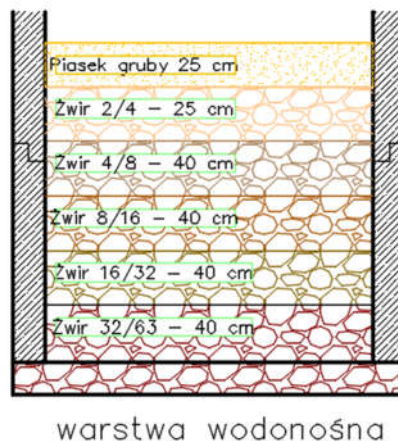 Piasek gruby 25 cm
Żwir 2/4 – 25 cm
Żwir 4/8 – 40 cm
Żwir 8/16 – 40 cm
Żwir 16/32 – 40 cm
Żwir 32/63 – 40 cm
warstwa wodonośna